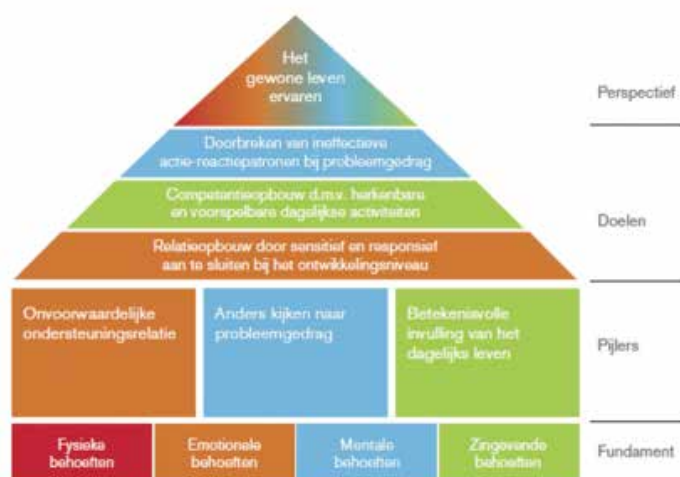 Het
gewone leven
ervaren
Perspectief
Doorbreken van ineffectieve
actie-reactiepatronen bij probleemgedrag
Competentieopbouw d.m.v. herkenbare
en voorspelbare dagelijkse activiteiten
Doelen
Relatieopbouw door sensitief en responsief
aan te sluiten bij het ontwikkelingsniveau
Onvoorwaardelijke
ondersteuningsrelatie
Anders kijken naar
probleemgedrag
Betekenisvolle
invulling van het
dagelijks leven
Pijlers
Fysieke
behoeften
Emotionele
behoeften
Mentale
behoeften
Zingevende
behoeften
Fundament